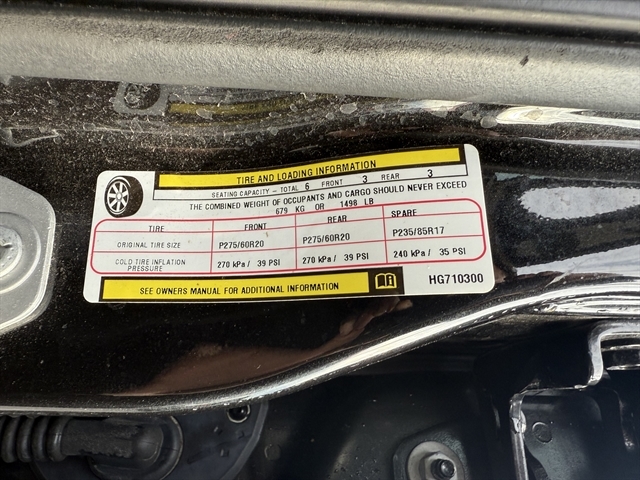 TIRE AND LOADING INFORMATION
SEATING CAPACITY - TOTAL 6 FRONT 3 REAR 3
THE COMBINED WEIGHT OF OCCUPANTS AND CARGO SHOULD NEVER EXCEED
679 KG OR 1498 LB
TIRE FRONT REAR SPARE
ORIGINAL TIRE SIZE P275/60R20 P275/60R20 P235/85R17
COLD TIRE INFLATION PRESSURE 270 kPa / 39 PSI 270 kPa / 39 PSI 240 kPa / 35 PSI
SEE OWNERS MANUAL FOR ADDITIONAL INFORMATION
HG710300